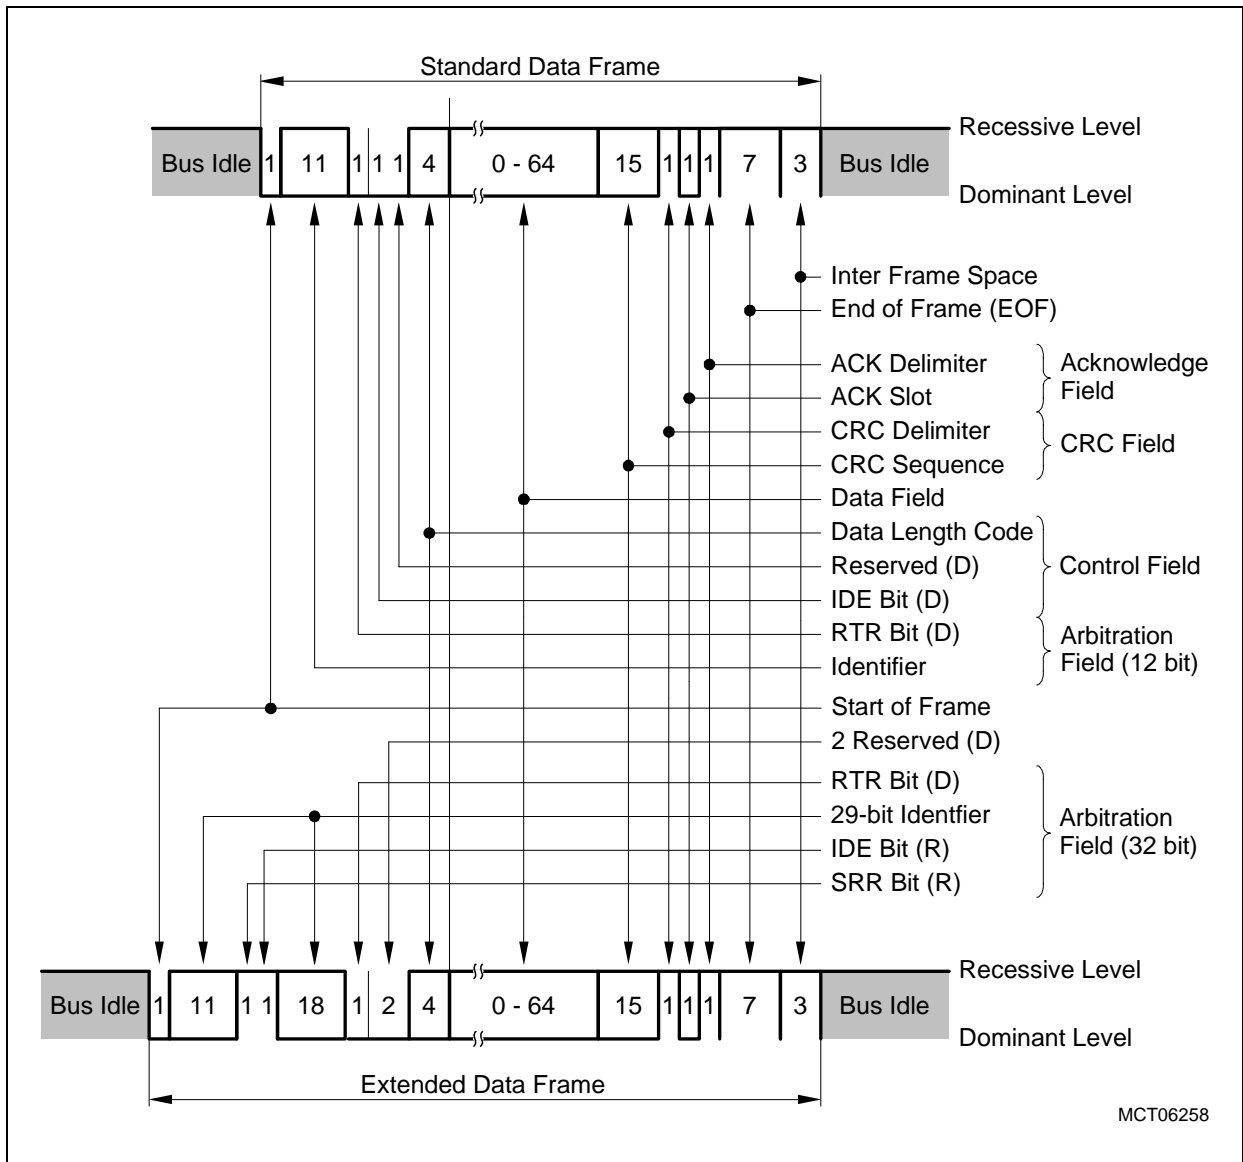 Standard Data Frame
Recessive Level
Bus Idle 1 11 1 1 1 4 0 - 64 15 1 1 1 7 3 Bus Idle
Dominant Level
Inter Frame Space
End of Frame (EOF)
ACK Delimiter
ACK Slot
Acknowledge
Field
CRC Delimiter
CRC Sequence
CRC Field
Data Field
Data Length Code
Reserved (D)
IDE Bit (D)
Control Field
RTR Bit (D)
Identifier
Arbitration
Field (12 bit)
Start of Frame
2 Reserved (D)
RTR Bit (D)
29-bit Identfier
IDE Bit (R)
SRR Bit (R)
Arbitration
Field (32 bit)
Recessive Level
Bus Idle 1 11 1 1 18 1 2 4 0 - 64 15 1 1 1 7 3 Bus Idle
Dominant Level
Extended Data Frame
MCT06258